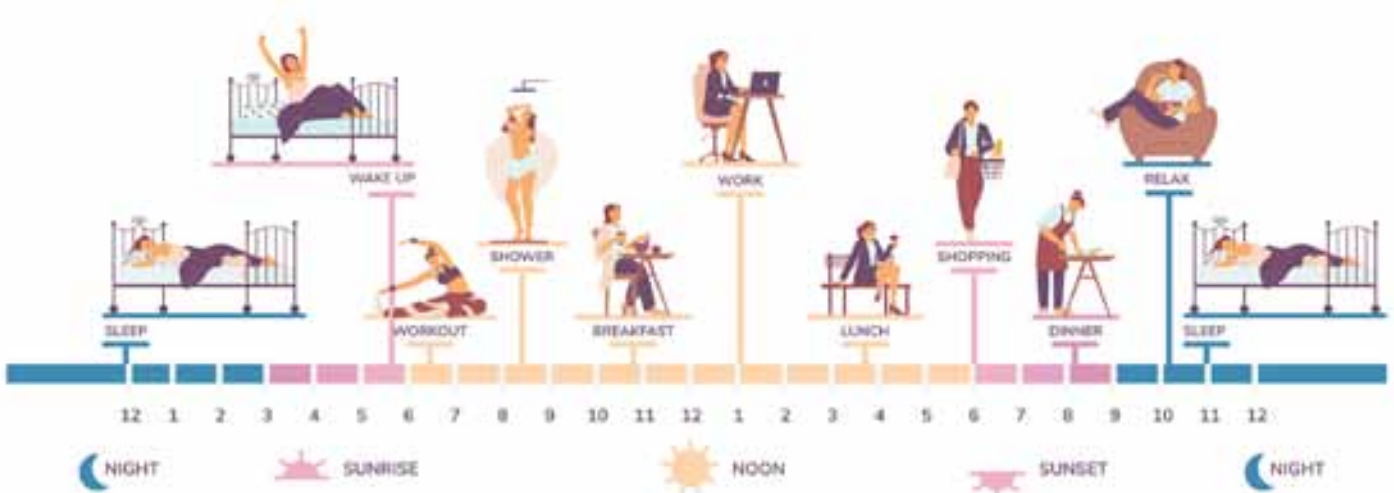 WAKE UP
WORK
RELAX
SHOWER
SHOPPING
SLEEP
WORKOUT
BREAKFAST
LUNCH
DINNER
SLEEP
12 1 2 3 4 5 6 7 8 9 10 11 12 1 2 3 4 5 6 7 8 9 10 11 12
NIGHT
SUNRISE
NOON
SUNSET
NIGHT